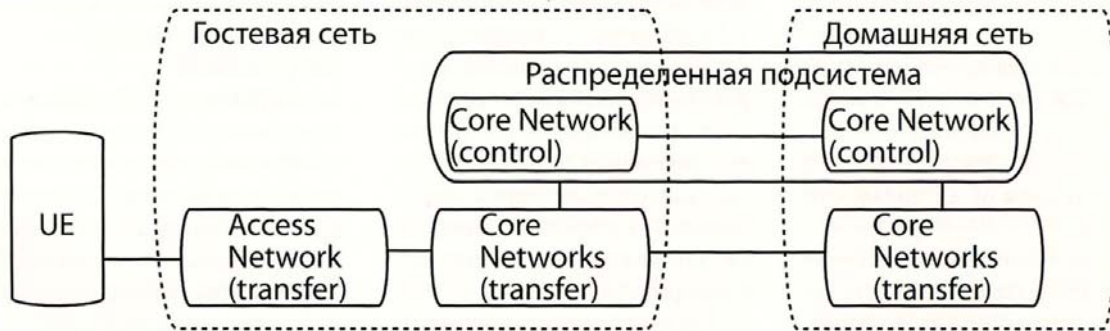 Гостевая сеть
Домашняя сеть
Распределенная подсистема
Core Network
(control)
Core Network
(control)
UE
Access
Network
(transfer)
Core
Networks
(transfer)
Core
Networks
(transfer)